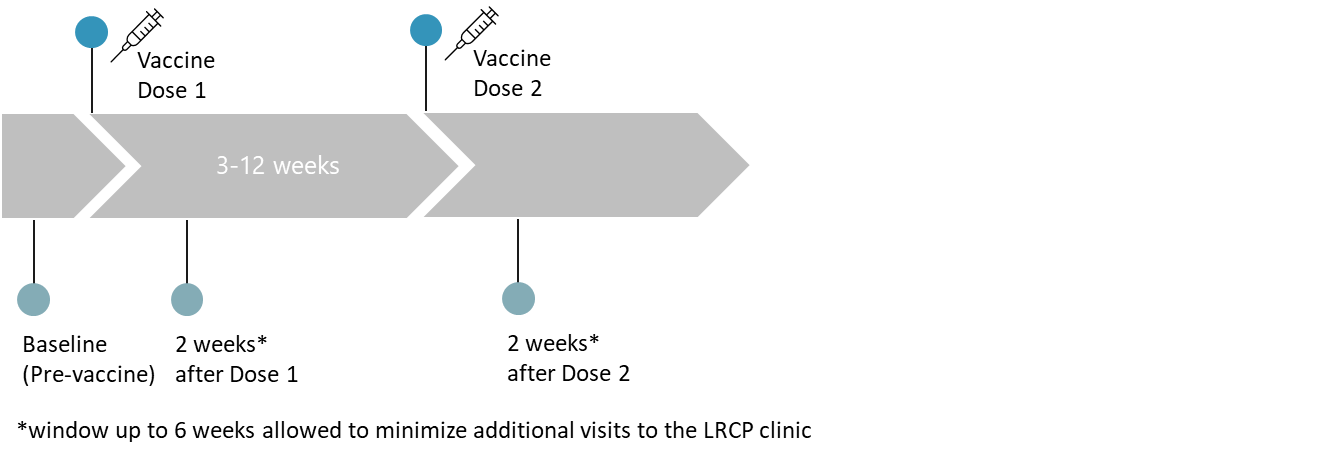 Vaccine
Dose 1
Vaccine
Dose 2
3-12 weeks
Baseline
(Pre-vaccine)
2 weeks*
after Dose 1
2 weeks*
after Dose 2
*window up to 6 weeks allowed to minimize additional visits to the LRCP clinic